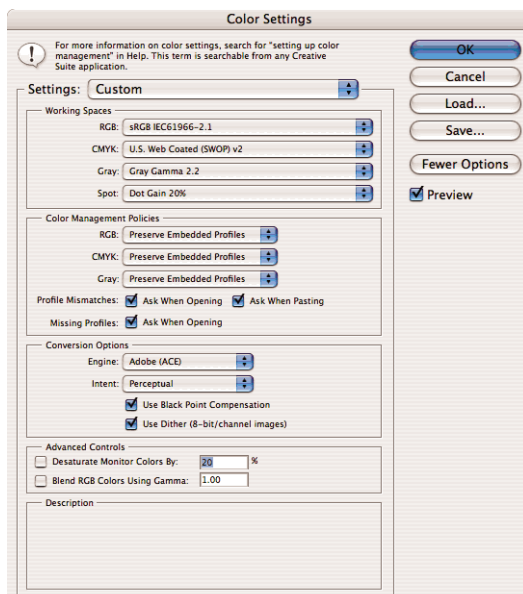 Color Settings
For more information on color settings, search for "setting up color
management" in Help. This term is searchable from any Creative
Suite application.
Settings: Custom
Working Spaces
RGB: sRGB IEC61966-2.1
CMYK: U.S. Web Coated (SWOP) v2
Gray: Gray Gamma 2.2
Spot: Dot Gain 20%
Color Management Policies
RGB: Preserve Embedded Profiles
CMYK: Preserve Embedded Profiles
Gray: Preserve Embedded Profiles
Profile Mismatches: Ask When Opening Ask When Pasting
Missing Profiles: Ask When Opening
Conversion Options
Engine: Adobe (ACE)
Intent: Perceptual
Use Black Point Compensation
Use Dither (8-bit/channel images)
Advanced Controls
Desaturate Monitor Colors By: 20 %
Blend RGB Colors Using Gamma: 1.00
Description
OK
Cancel
Load...
Save...
Fewer Options
Preview